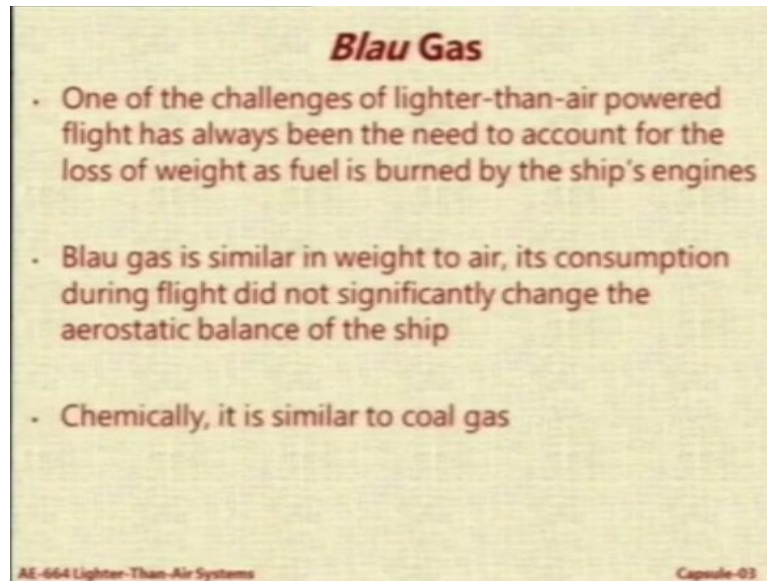 Blau Gas
• One of the challenges of lighter-than-air powered
flight has always been the need to account for the
loss of weight as fuel is burned by the ship's engines
• Blau gas is similar in weight to air, its consumption
during flight did not significantly change the
aerostatic balance of the ship
• Chemically, it is similar to coal gas
AE-664 Lighter-Than-Air Systems
Capsule-03